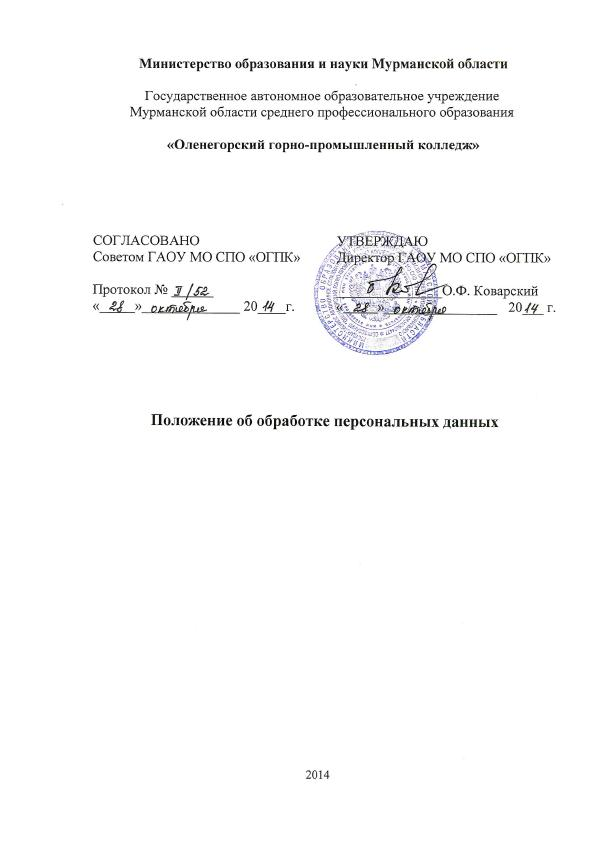 Министерство образования и науки Мурманской области
Государственное автономное образовательное учреждение
Мурманской области среднего профессионального образования
«Оленегорский горно-промышленный колледж»
СОГЛАСОВАНО
Советом ГАОУ МО СПО «ОГПК»
Протокол № II/52
«28» октября 2014 г.
УТВЕРЖДАЮ
Директор ГАОУ МО СПО «ОГПК»
О.Ф. Коварский
«28» октября 2014 г.
Положение об обработке персональных данных
2014